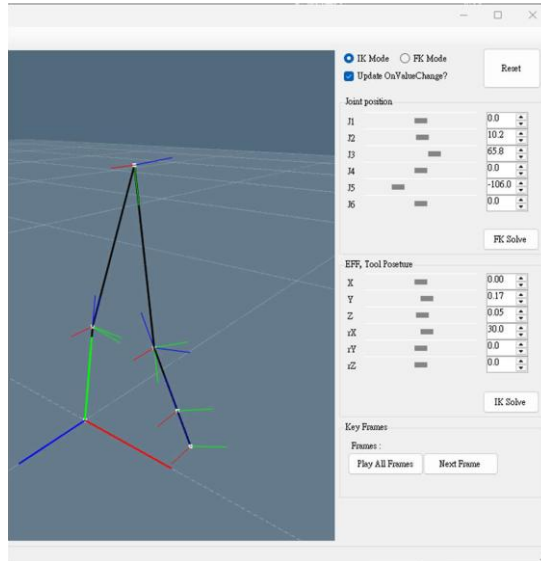 IK Mode FK Mode
Update OnValueChange?
Reset
Joint position
J1 0.0
J2 10.2
J3 65.8
J4 0.0
J5 -106.0
J6 0.0
FK Solve
EFF, Tool Poseture
X 0.00
Y 0.17
Z 0.05
rX 30.0
rY 0.0
rZ 0.0
IK Solve
Key Frames
Frames :
Play All Frames Next Frame